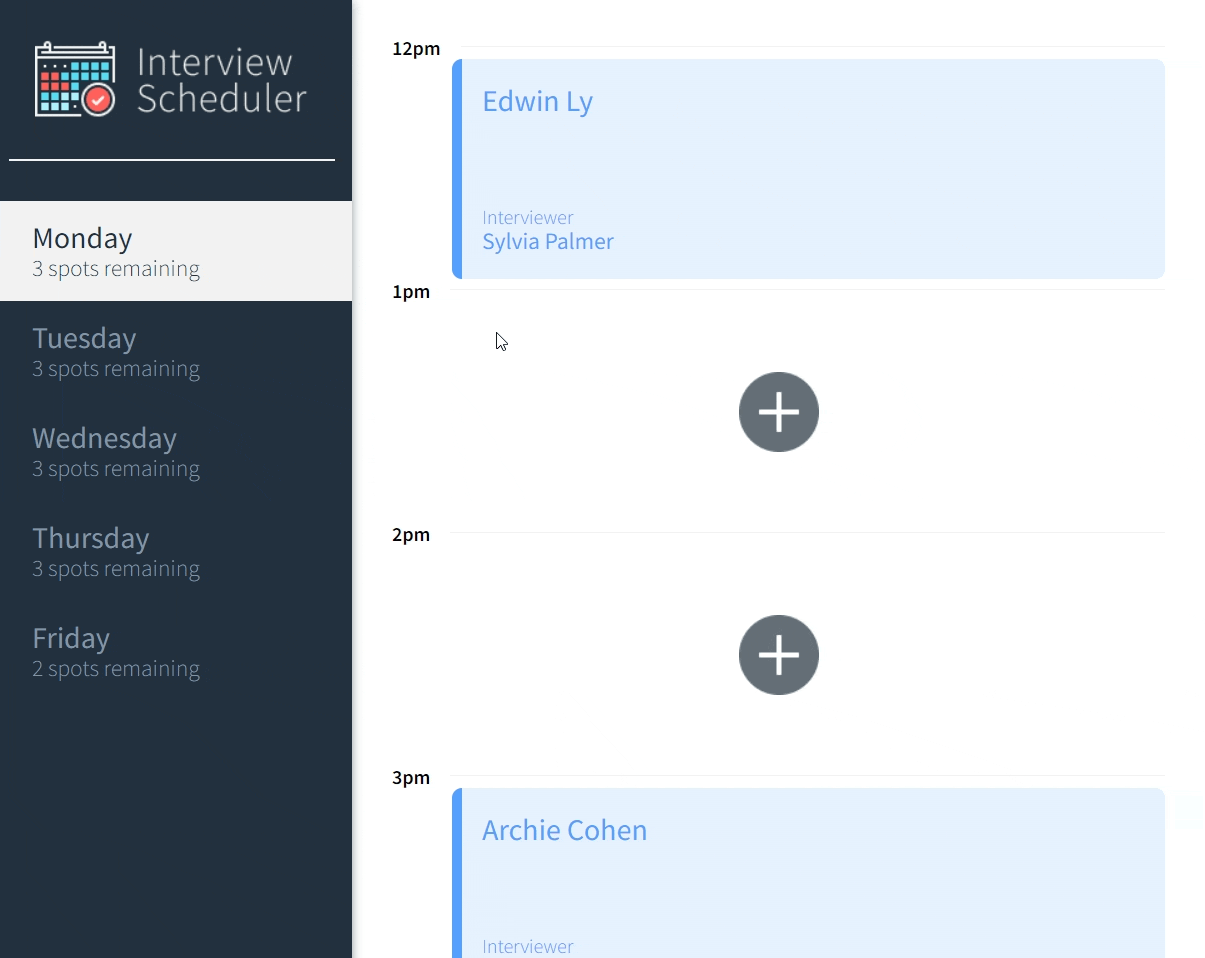 Interview
Scheduler
Monday
3 spots remaining
Tuesday
3 spots remaining
Wednesday
3 spots remaining
Thursday
3 spots remaining
Friday
2 spots remaining
12pm
Edwin Ly
Interviewer
Sylvia Palmer
1pm
2pm
3pm
Archie Cohen
Interviewer